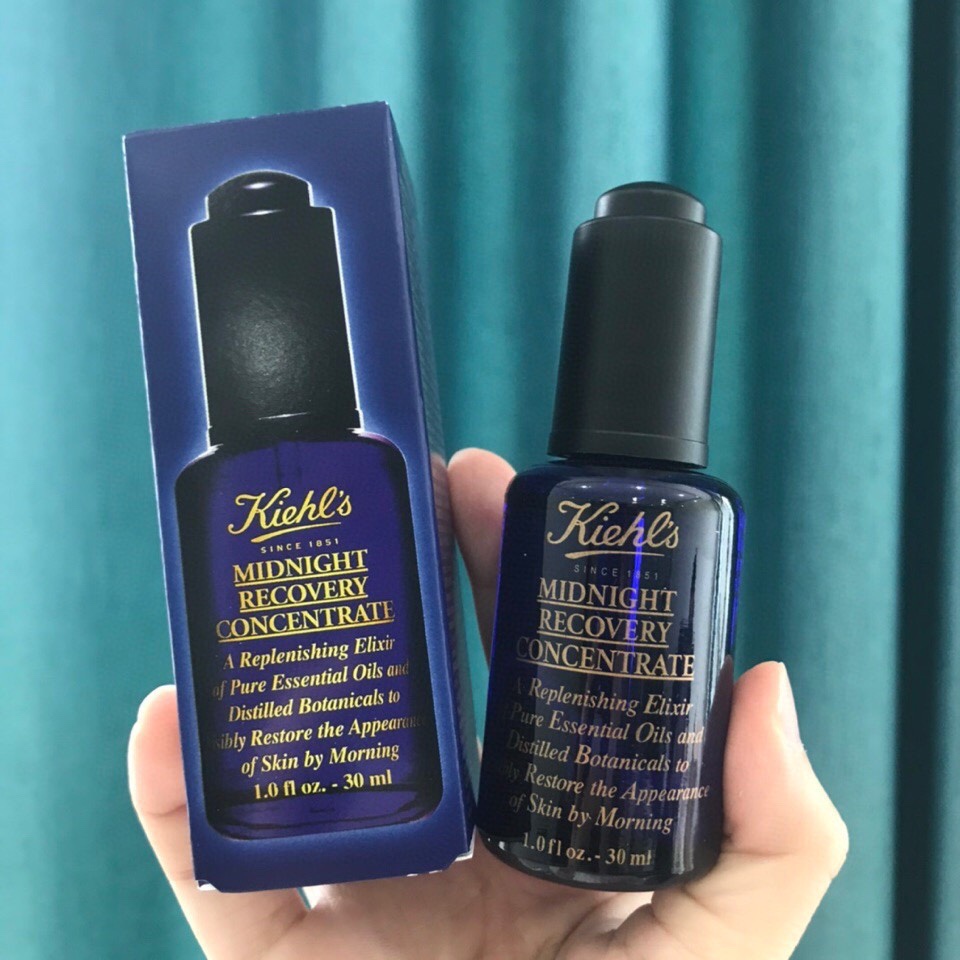 Kiehl's
SINCE 1851
MIDNIGHT
RECOVERY
CONCENTRATE
A Replenishing Elixir
of Pure Essential Oils and
Distilled Botanicals to
Restore the Appearance
of Skin by Morning
1.0 fl oz. - 30 ml
Kiehl's
SINCE 1851
MIDNIGHT
RECOVERY
CONCENTRATE
A Replenishing Elixir
Pure Essential Oils and
Distilled Botanicals to
Restore the Appearance
of Skin by Morning
1.0 fl oz. - 30 ml